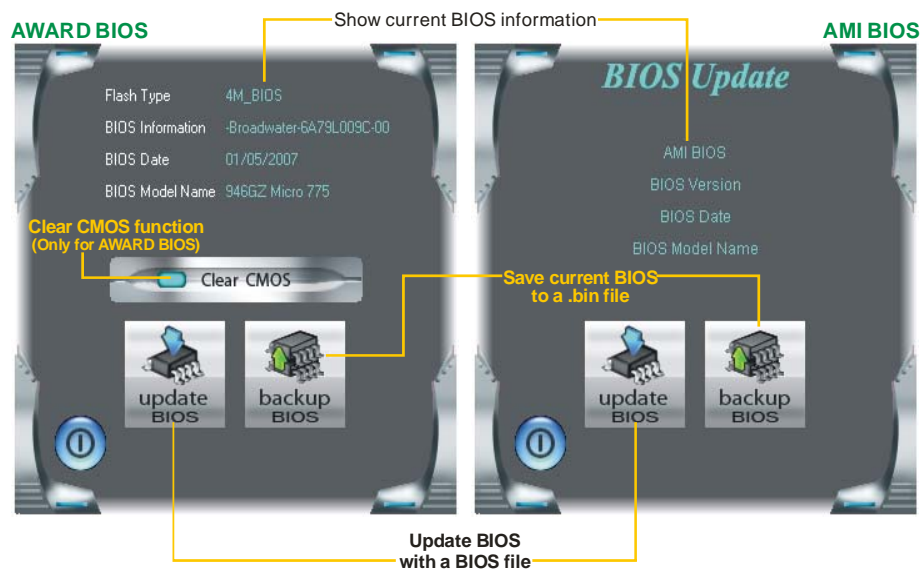 Show current BIOS information
AWARD BIOS
AMI BIOS
BIOS Update
Flash Type 4M_BIOS
BIOS Information -Broadwater-6A79L009C-00
BIOS Date 01/05/2007
BIOS Model Name 946GZ Micro 775
AMI BIOS
BIOS Version
BIOS Date
BIOS Model Name
Clear CMOS function
(Only for AWARD BIOS)
Clear CMOS
Save current BIOS
to a .bin file
update
BIOS
backup
BIOS
update
BIOS
backup
BIOS
Update BIOS
with a BIOS file